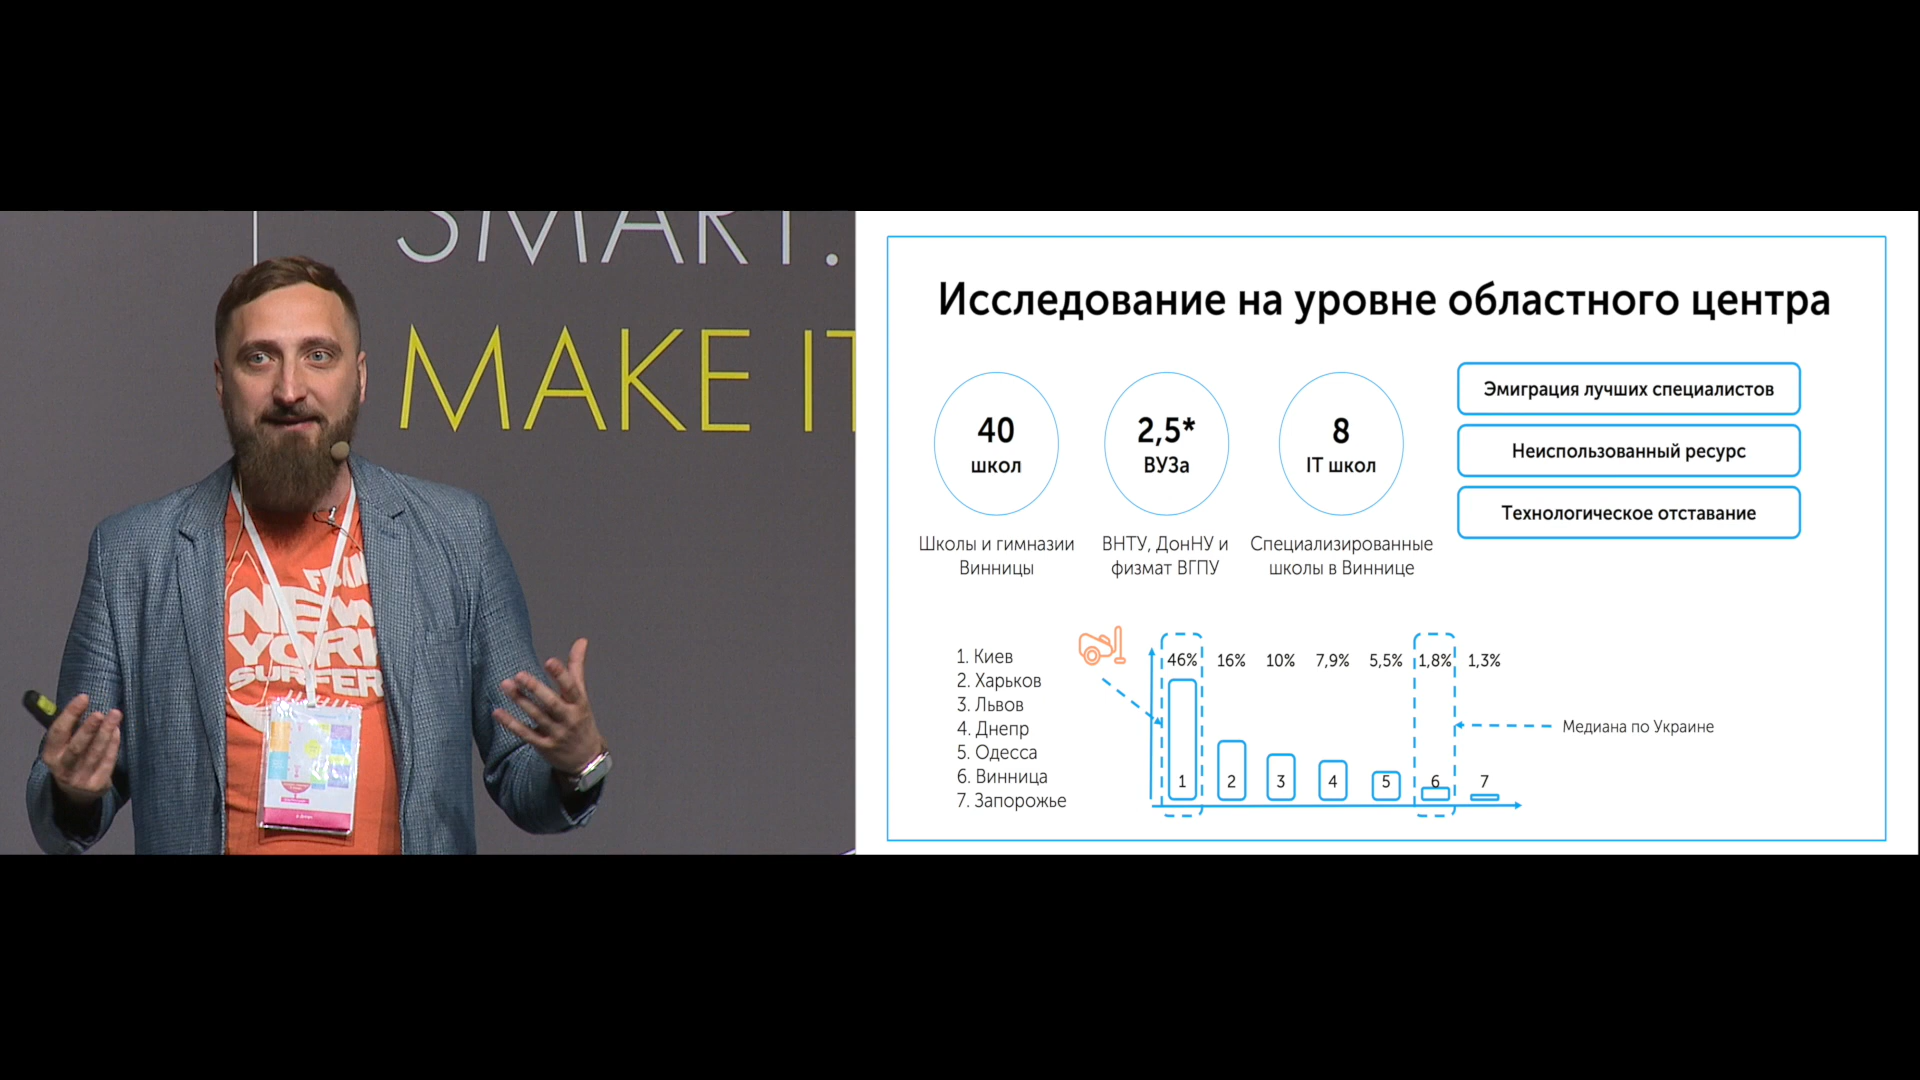 SMART.
MAKE IT
NEW
YORK
SURFER
Исследование на уровне областного центра
40
школ
Школы и гимназии
Винницы
2,5*
ВУЗа
ВНТУ, ДонНУ и
физмат ВГПУ
8
IT школ
Специализированные
школы в Виннице
Эмиграция лучших специалистов
Неиспользованный ресурс
Технологическое отставание
1. Киев
2. Харьков
3. Львов
4. Днепр
5. Одесса
6. Винница
7. Запорожье
46% 16% 10% 7,9% 5,5% 1,8% 1,3%
1 2 3 4 5 6 7
Медиана по Украине